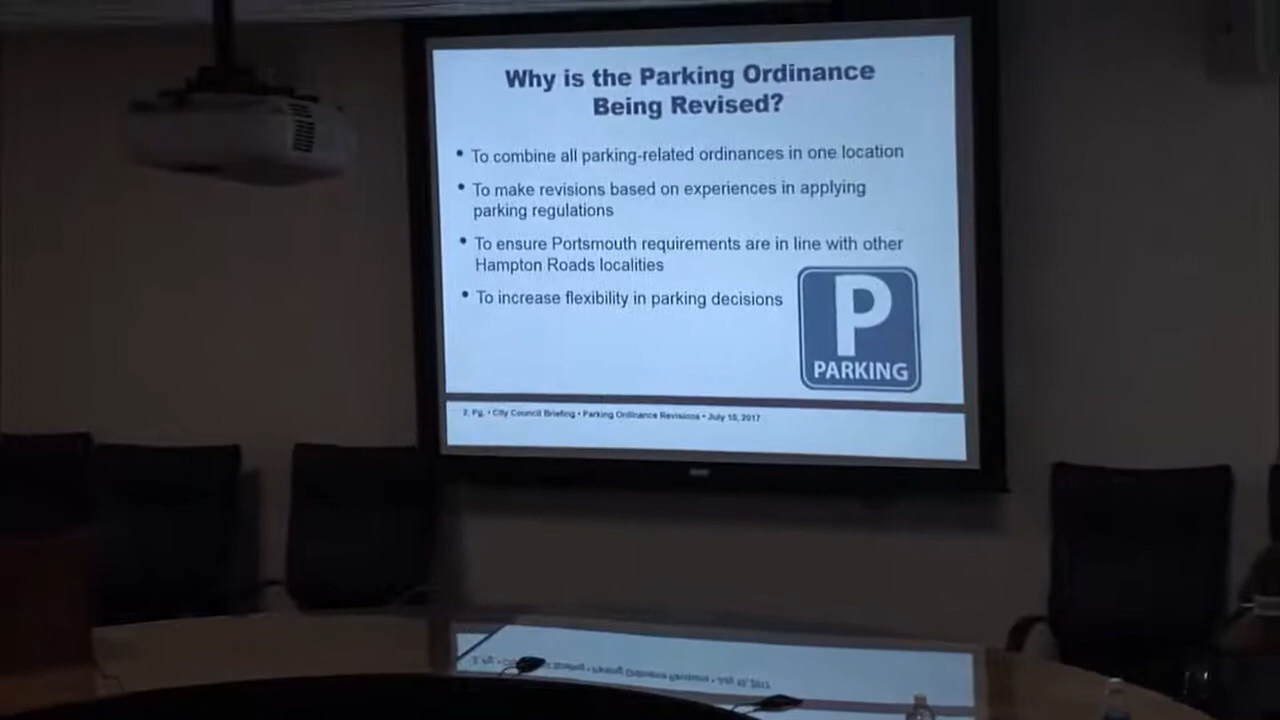 Why is the Parking Ordinance
Being Revised?
• To combine all parking-related ordinances in one location
• To make revisions based on experiences in applying
parking regulations
• To ensure Portsmouth requirements are in line with other
Hampton Roads localities
• To increase flexibility in parking decisions
P
PARKING
2. Pg. • City Council Briefing • Parking Ordinance Revisions • July 10, 2017